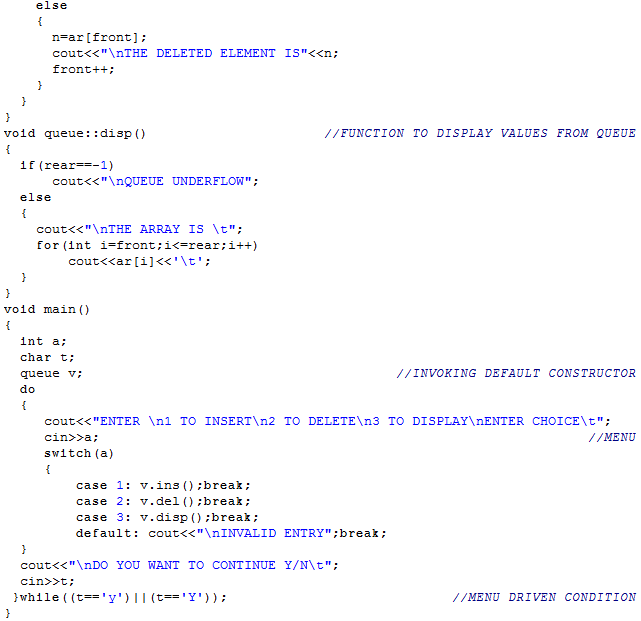 else
{
n=ar[front];
cout<<"\nTHE DELETED ELEMENT IS"<<n;
front++;
}
}
}
void queue::disp() //FUNCTION TO DISPLAY VALUES FROM QUEUE
{
if(rear==-1)
cout<<"\nQUEUE UNDERFLOW";
else
{
cout<<"\nTHE ARRAY IS \t";
for(int i=front;i<=rear;i++)
cout<<ar[i]<<'\t';
}
}
void main()
{
int a;
char t;
queue v; //INVOKING DEFAULT CONSTRUCTOR
do
{
cout<<"ENTER \n1 TO INSERT\n2 TO DELETE\n3 TO DISPLAY\nENTER CHOICE\t";
cin>>a; //MENU
switch(a)
{
case 1: v.ins();break;
case 2: v.del();break;
case 3: v.disp();break;
default: cout<<"\nINVALID ENTRY";break;
}
cout<<"\nDO YOU WANT TO CONTINUE Y/N\t";
cin>>t;
}while((t=='y')||(t=='Y')); //MENU DRIVEN CONDITION
}